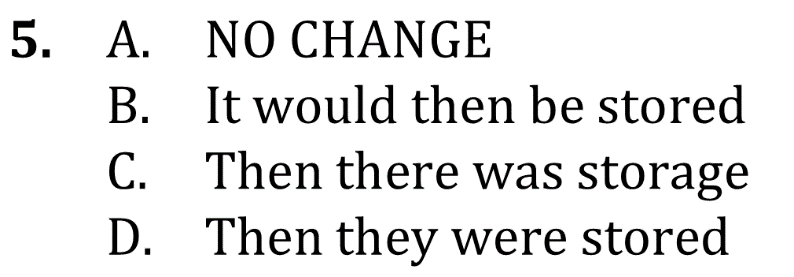 5. A. NO CHANGE
B. It would then be stored
C. Then there was storage
D. Then they were stored